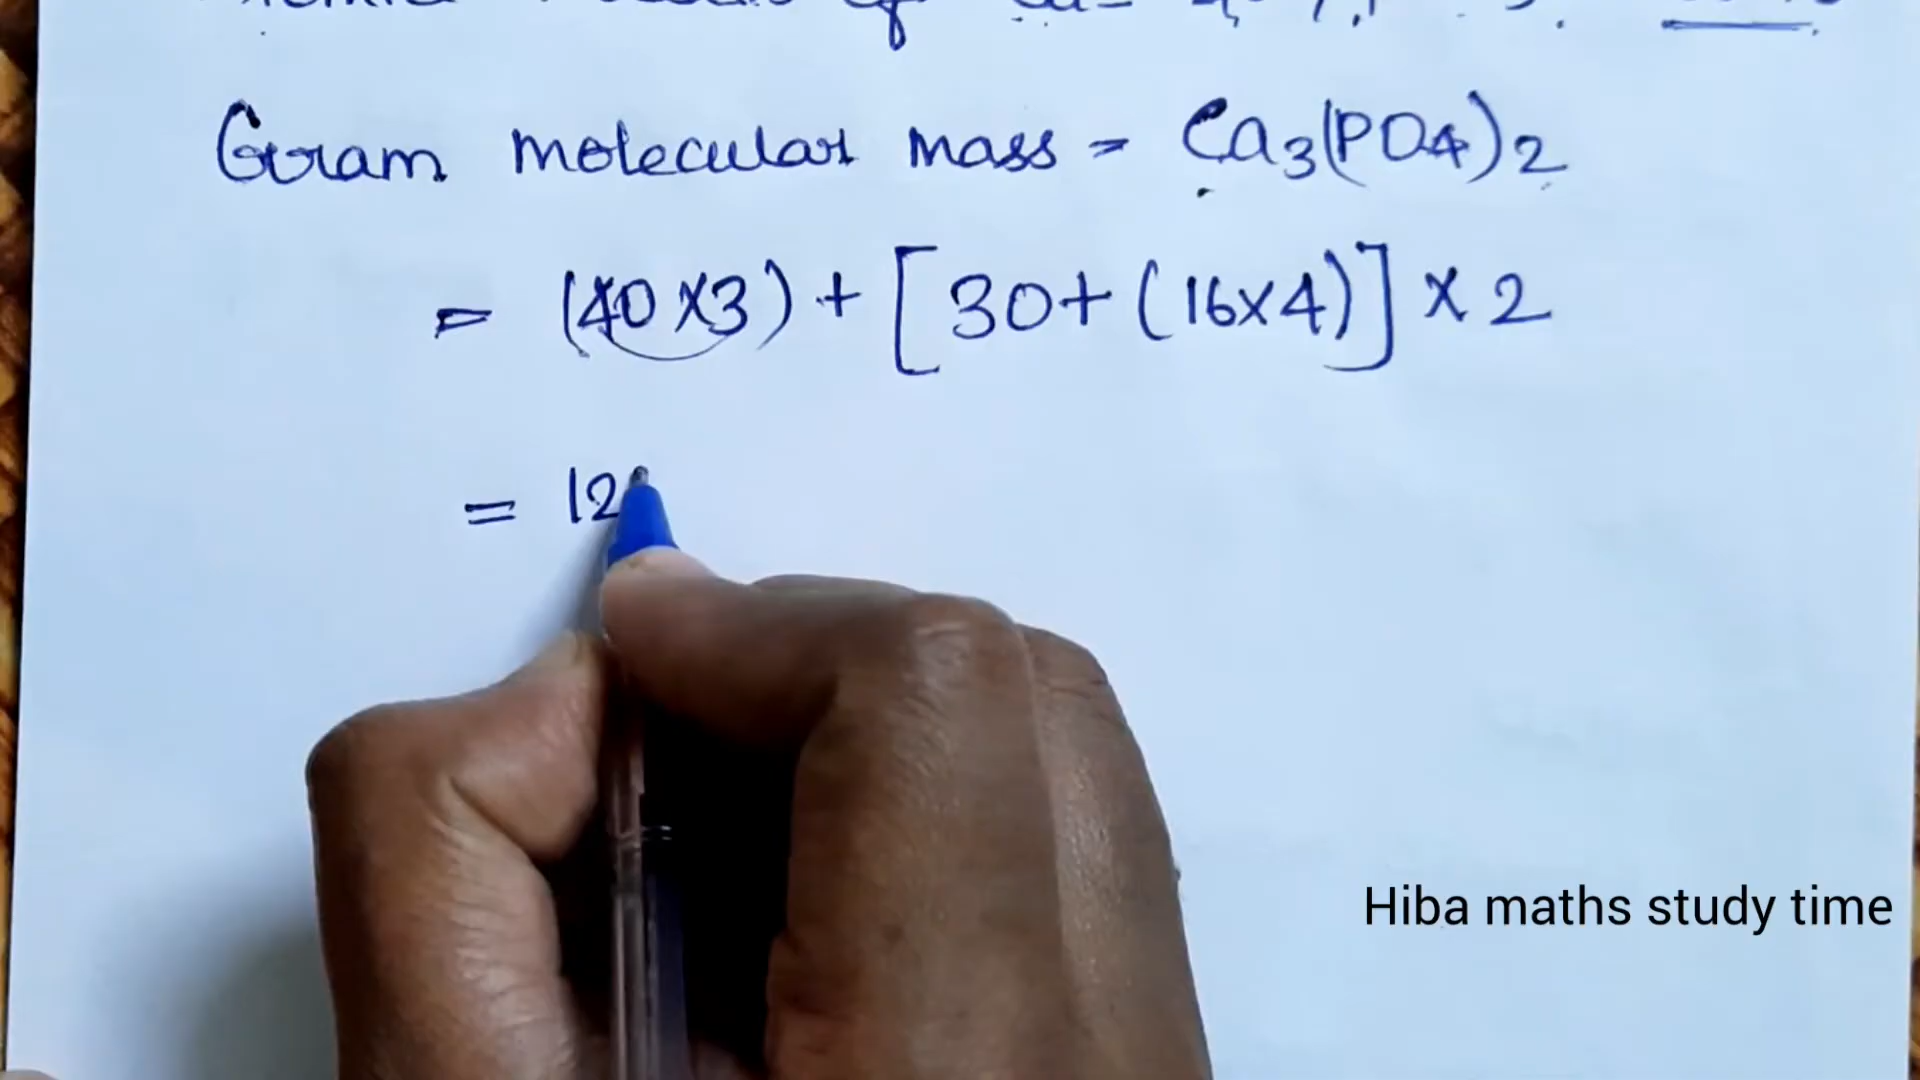 Gram molecular mass = Ca3(PO4)2
= (40 x 3) + [30 + (16 x 4)] x 2
= 12
Hiba maths study time